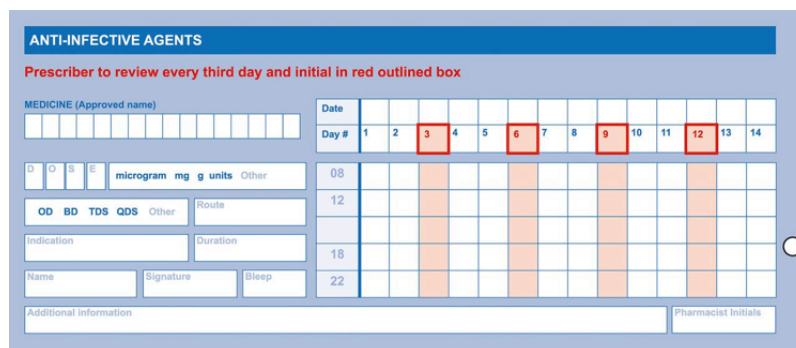 ANTI-INFECTIVE AGENTS
Prescriber to review every third day and initial in red outlined box
MEDICINE (Approved name)
Date
Day # 1 2 3 4 5 6 7 8 9 10 11 12 13 14
D O S E microgram mg g units Other
08
OD BD TDS QDS Other Route
12
Indication Duration
18
Name Signature Bleep
22
Additional information Pharmacist Initials